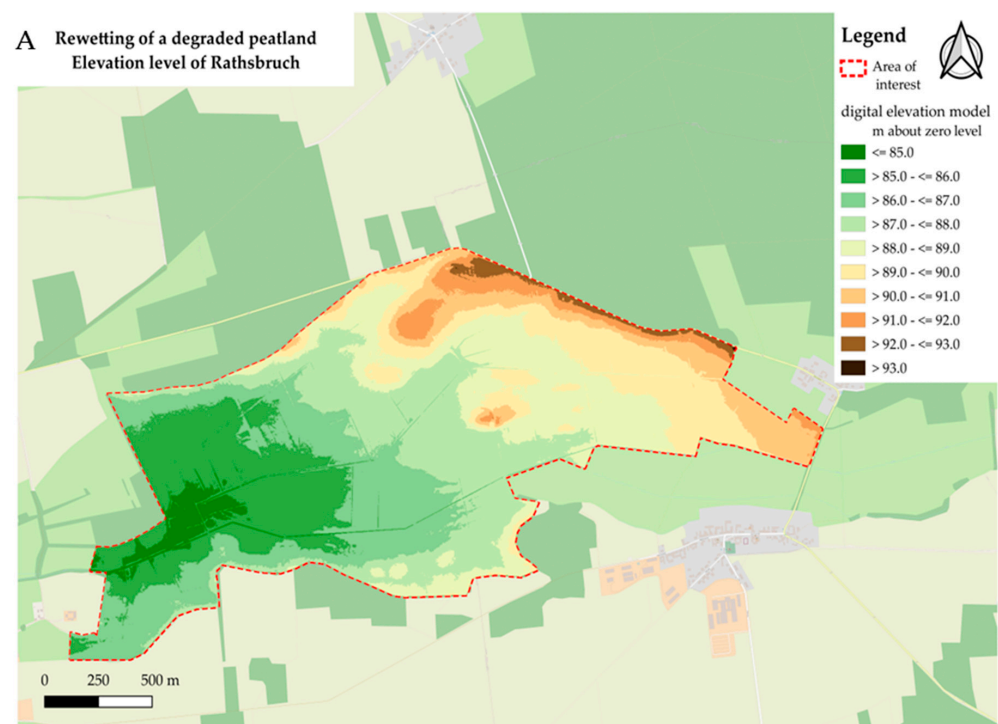 A
Rewetting of a degraded peatland
Elevation level of Rathsbruch
Legend
Area of
interest
digital elevation model
m about zero level
<= 85.0
> 85.0 - <= 86.0
> 86.0 - <= 87.0
> 87.0 - <= 88.0
> 88.0 - <= 89.0
> 89.0 - <= 90.0
> 90.0 - <= 91.0
> 91.0 - <= 92.0
> 92.0 - <= 93.0
> 93.0
0 250 500 m